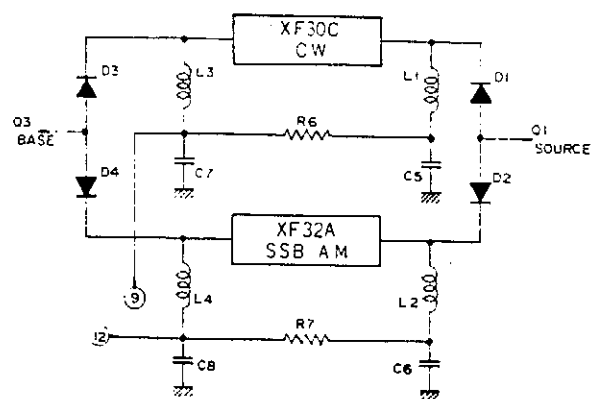 XF30C
CW
D3
L3
L1
D1
Q3
BASE
R6
Q1
SOURCE
D4
C7
C5
D2
XF32A
SSB AM
9
L4
L2
12
R7
C8
C6